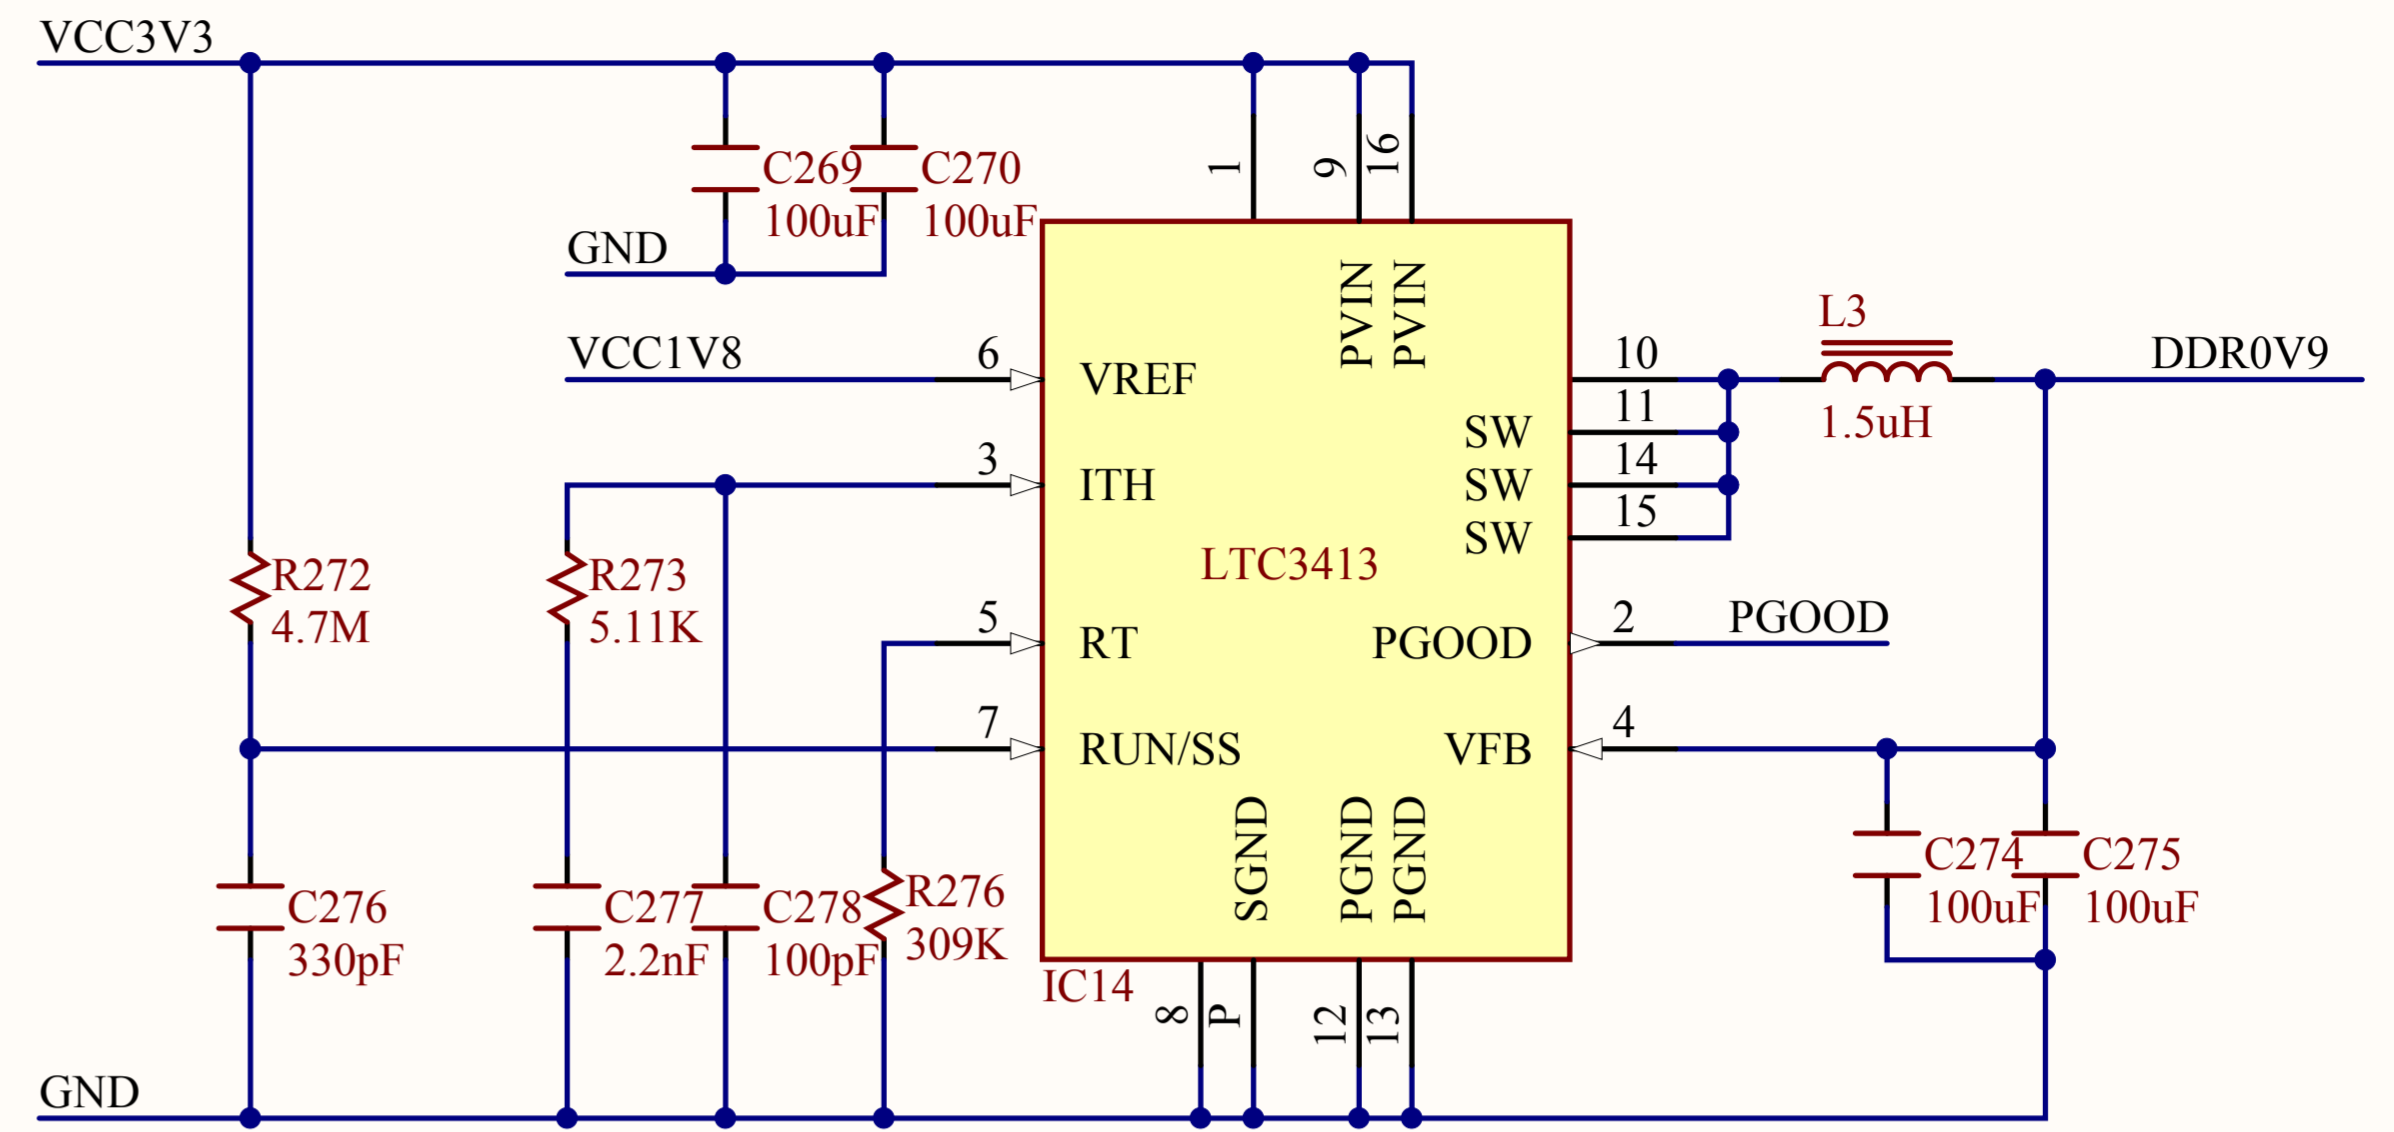 VCC3V3
C269
100uF
C270
100uF
GND
1
9
16
VCC1V8
6
VREF
PVIN
PVIN
3
ITH
5
RT
7
RUN/SS
LTC3413
10
11
SW
14
SW
15
SW
2
PGOOD
PGOOD
4
VFB
L3
1.5uH
DDR0V9
R272
4.7M
R273
5.11K
C276
330pF
C277
2.2nF
C278
100pF
R276
309K
SGND
PGND
PGND
IC14
8
P
12
13
C274
100uF
C275
100uF
GND